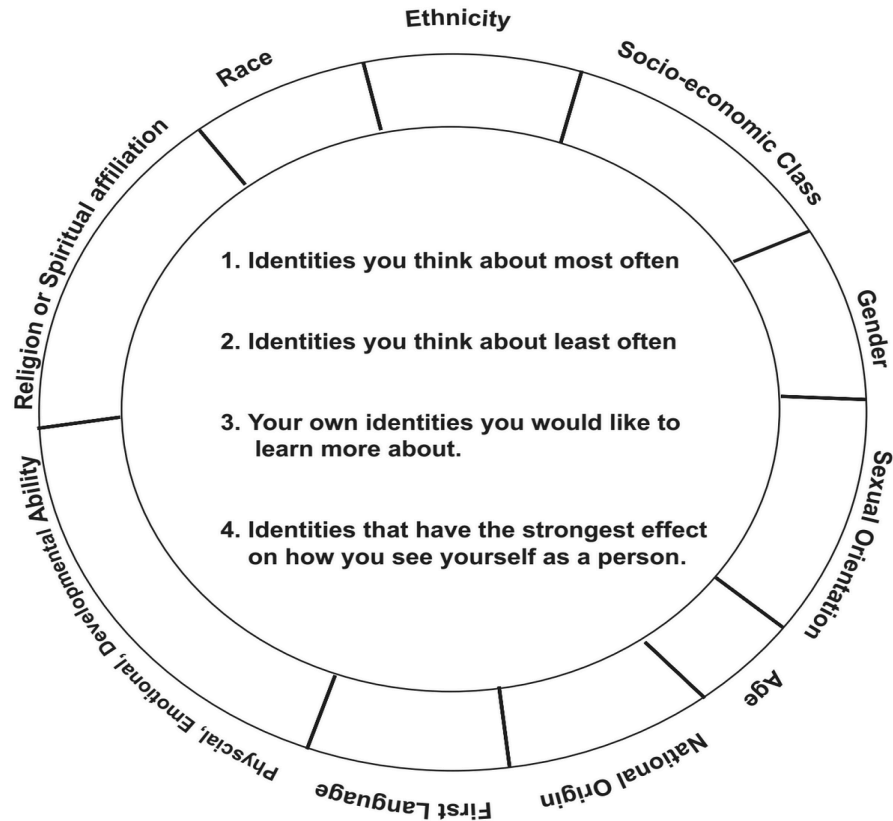 Ethnicity
Socio-economic Class
Gender
Sexual Orientation
Age
National Origin
First Language
Physcial, Emotional, Developmental Ability
Religion or Spiritual affiliation
Race
1. Identities you think about most often
2. Identities you think about least often
3. Your own identities you would like to
learn more about.
4. Identities that have the strongest effect
on how you see yourself as a person.